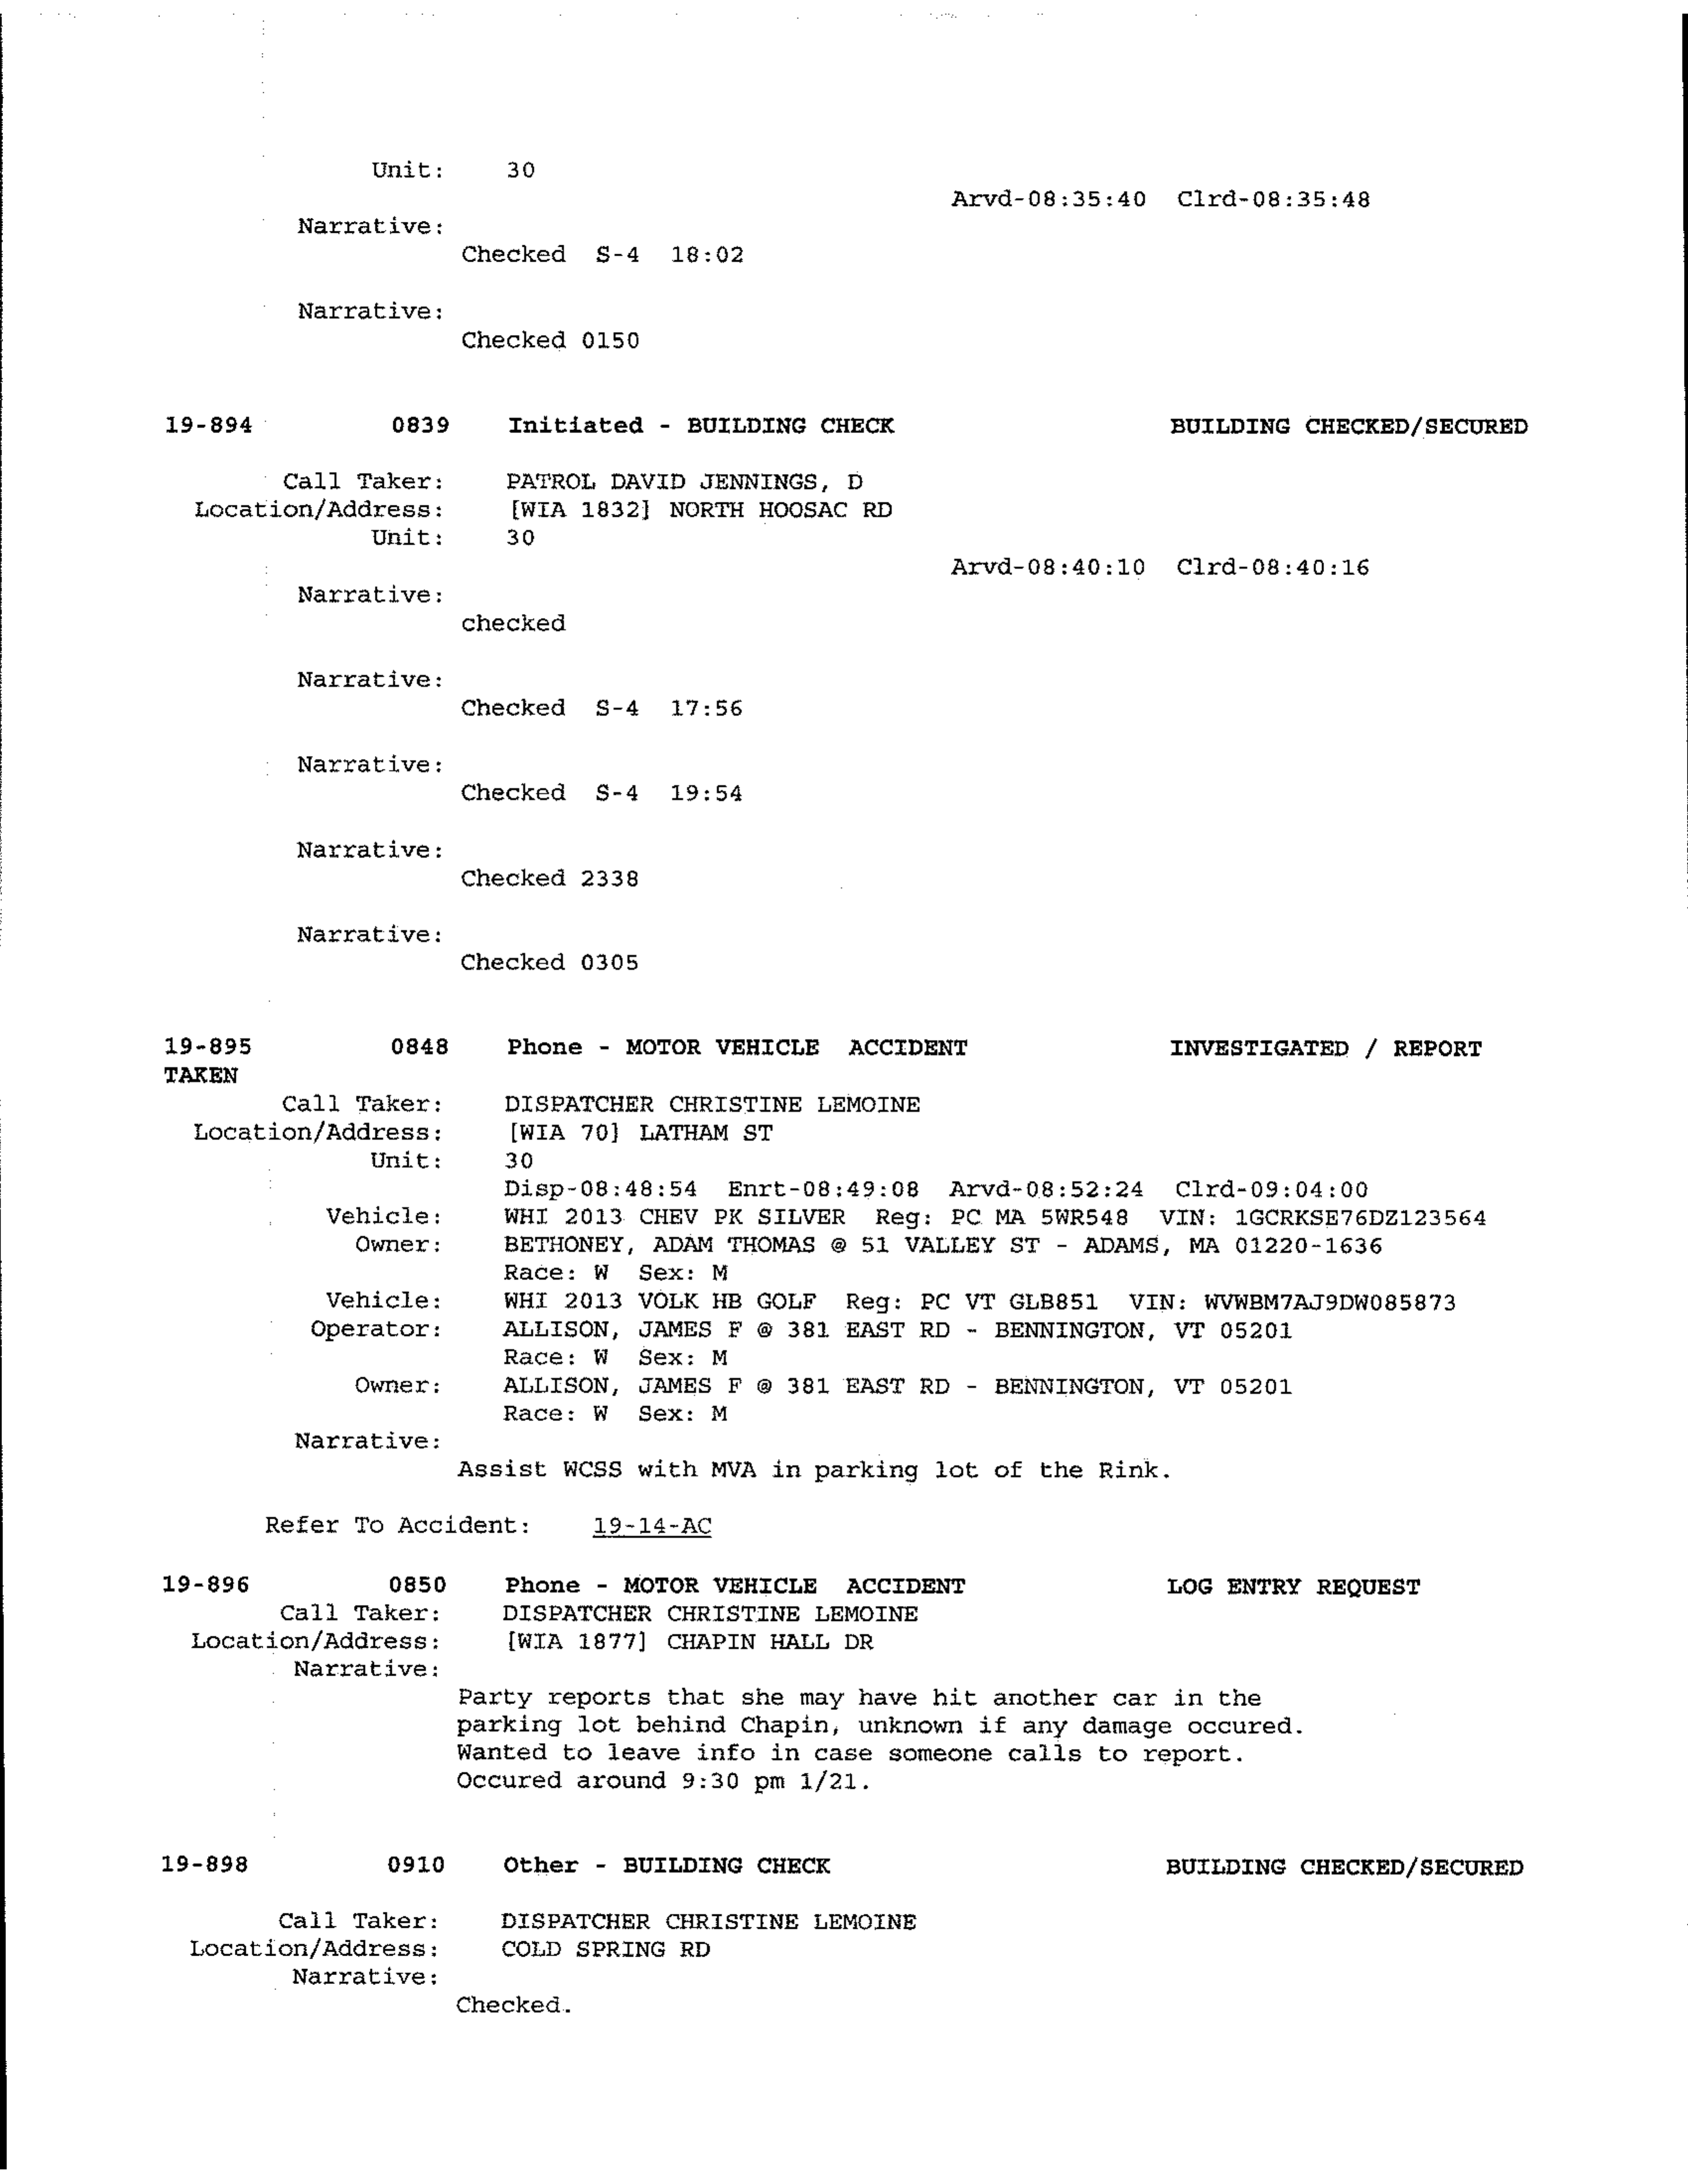 Unit: 30
Arvd-08:35:40 Clrd-08:35:48
Narrative:
Checked S-4 18:02
Narrative:
Checked 0150
19-894 0839 Initiated - BUILDING CHECK BUILDING CHECKED/SECURED
Call Taker: PATROL DAVID JENNINGS, D
Location/Address: [WIA 1832] NORTH HOOSAC RD
Unit: 30
Arvd-08:40:10 Clrd-08:40:16
Narrative:
checked
Narrative:
Checked S-4 17:56
Narrative:
Checked S-4 19:54
Narrative:
Checked 2338
Narrative:
Checked 0305
19-895 0848 Phone - MOTOR VEHICLE ACCIDENT INVESTIGATED / REPORT
TAKEN
Call Taker: DISPATCHER CHRISTINE LEMOINE
Location/Address: [WIA 70] LATHAM ST
Unit: 30
Disp-08:48:54 Enrt-08:49:08 Arvd-08:52:24 Clrd-09:04:00
Vehicle: WHI 2013 CHEV PK SILVER Reg: PC MA 5WR548 VIN: 1GCRKSE76DZ123564
Owner: BETHONEY, ADAM THOMAS @ 51 VALLEY ST - ADAMS, MA 01220-1636
Race: W Sex: M
Vehicle: WHI 2013 VOLK HB GOLF Reg: PC VT GLB851 VIN: WVWBM7AJ9DW085873
Operator: ALLISON, JAMES F @ 381 EAST RD - BENNINGTON, VT 05201
Race: W Sex: M
Owner: ALLISON, JAMES F @ 381 EAST RD - BENNINGTON, VT 05201
Race: W Sex: M
Narrative:
Assist WCSS with MVA in parking lot of the Rink.
Refer To Accident: 19-14-AC
19-896 0850 Phone - MOTOR VEHICLE ACCIDENT LOG ENTRY REQUEST
Call Taker: DISPATCHER CHRISTINE LEMOINE
Location/Address: [WIA 1877] CHAPIN HALL DR
Narrative:
Party reports that she may have hit another car in the
parking lot behind Chapin, unknown if any damage occured.
Wanted to leave info in case someone calls to report.
Occured around 9:30 pm 1/21.
19-898 0910 Other - BUILDING CHECK BUILDING CHECKED/SECURED
Call Taker: DISPATCHER CHRISTINE LEMOINE
Location/Address: COLD SPRING RD
Narrative:
Checked.